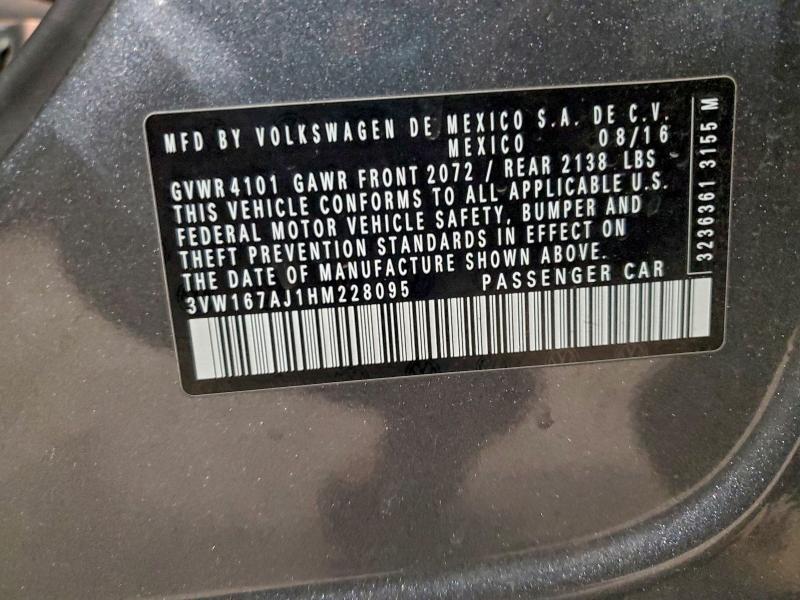 MFD BY VOLKSWAGEN DE MEXICO S.A. DE C.V.
MEXICO 08/16
GVWR 4101 GAWR FRONT 2072 / REAR 2138 LBS
THIS VEHICLE CONFORMS TO ALL APPLICABLE U.S.
FEDERAL MOTOR VEHICLE SAFETY, BUMPER AND
THEFT PREVENTION STANDARDS IN EFFECT ON
THE DATE OF MANUFACTURE SHOWN ABOVE.
3VW167AJ1HM228095 PASSENGER CAR
3236361 3155 M